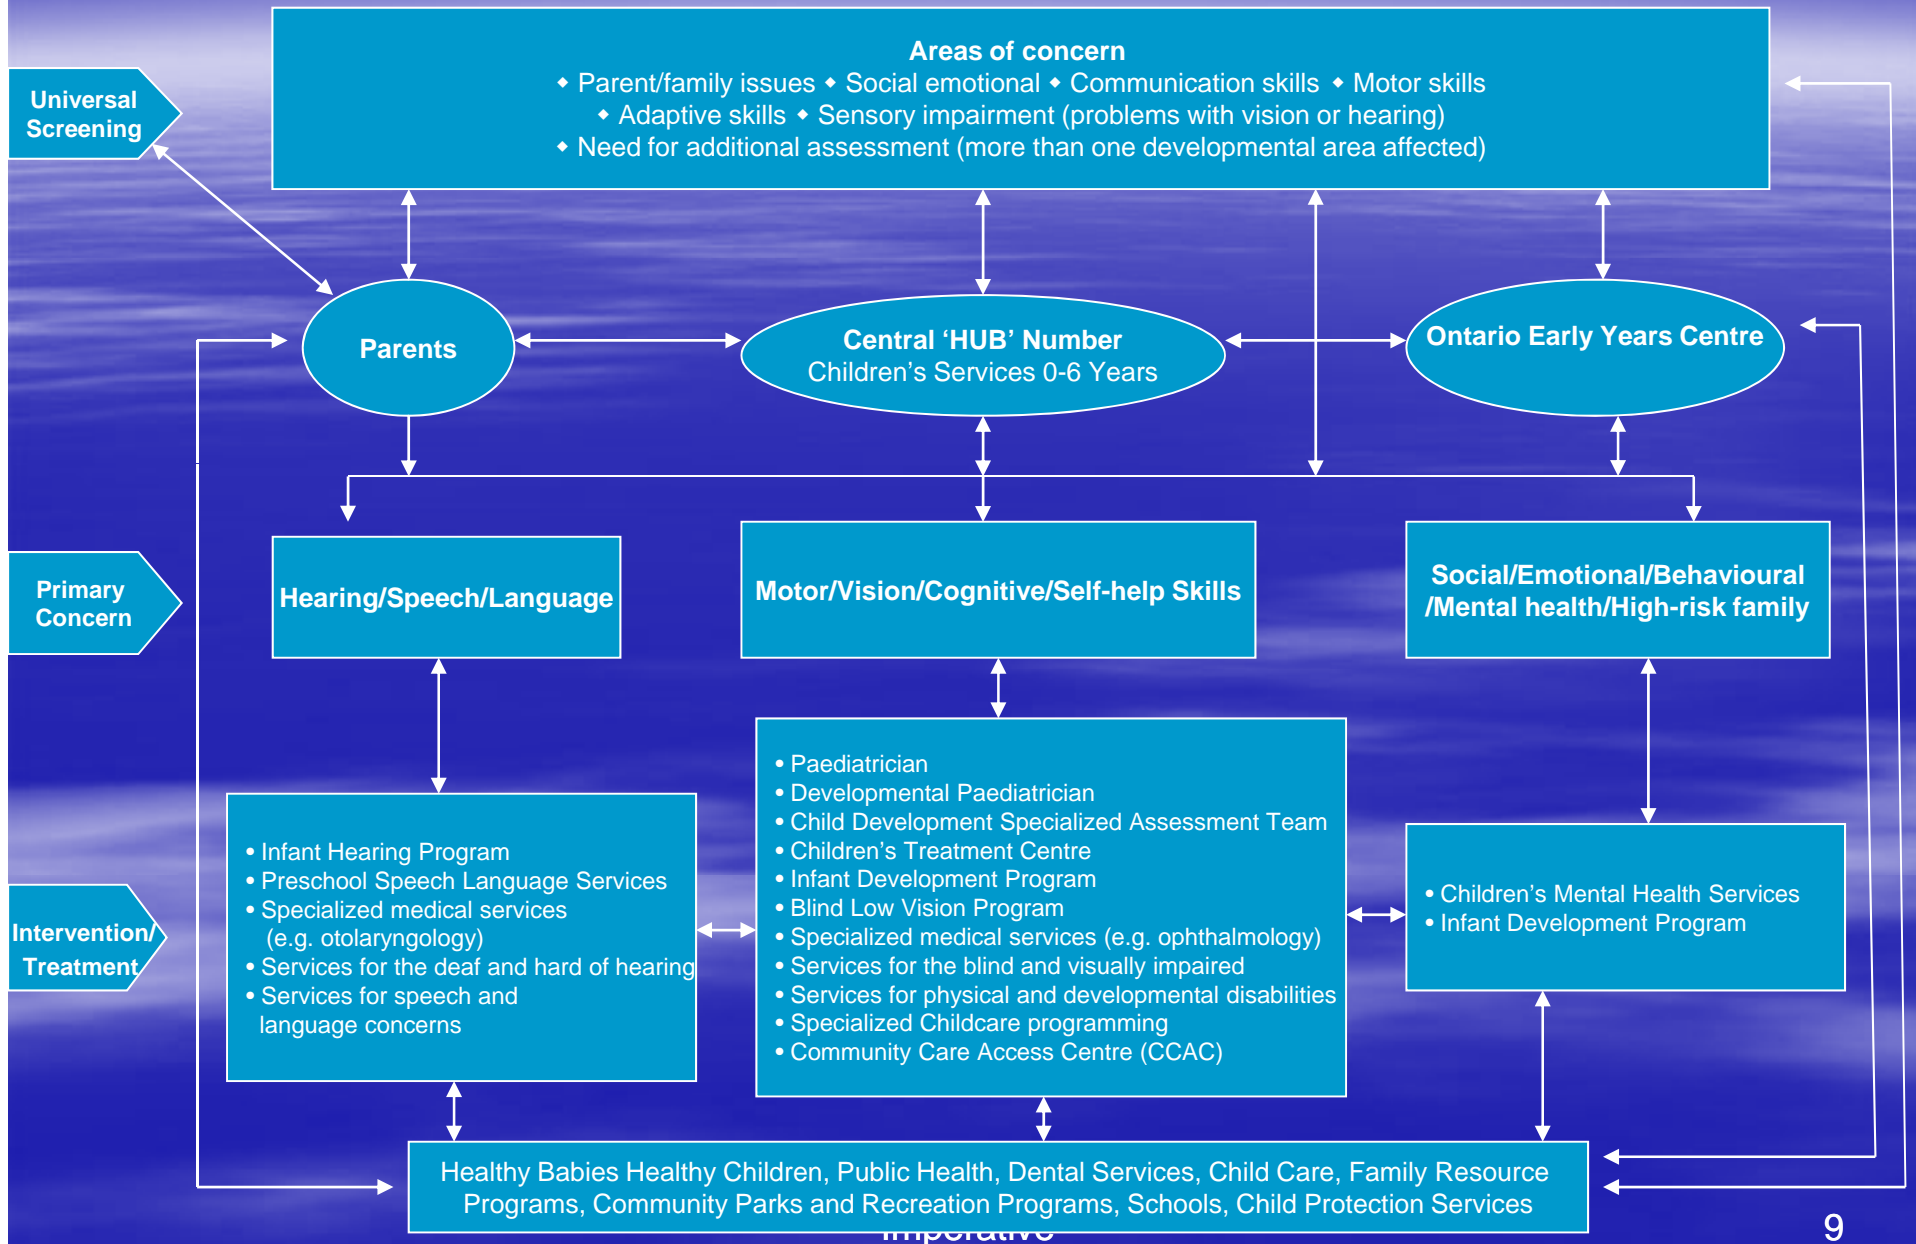 Areas of concern
◆ Parent/family issues ◆ Social emotional ◆ Communication skills ◆ Motor skills
◆ Adaptive skills ◆ Sensory impairment (problems with vision or hearing)
◆ Need for additional assessment (more than one developmental area affected)
Universal
Screening
Parents
Central ‘HUB’ Number
Children’s Services 0-6 Years
Ontario Early Years Centre
Primary
Concern
Hearing/Speech/Language
Motor/Vision/Cognitive/Self-help Skills
Social/Emotional/Behavioural
/Mental health/High-risk family
Intervention/
Treatment
• Infant Hearing Program
• Preschool Speech Language Services
• Specialized medical services
(e.g. otolaryngology)
• Services for the deaf and hard of hearing
• Services for speech and
language concerns
• Paediatrician
• Developmental Paediatrician
• Child Development Specialized Assessment Team
• Children’s Treatment Centre
• Infant Development Program
• Blind Low Vision Program
• Specialized medical services (e.g. ophthalmology)
• Services for the blind and visually impaired
• Services for physical and developmental disabilities
• Specialized Childcare programming
• Community Care Access Centre (CCAC)
• Children’s Mental Health Services
• Infant Development Program
Healthy Babies Healthy Children, Public Health, Dental Services, Child Care, Family Resource
Programs, Community Parks and Recreation Programs, Schools, Child Protection Services
Imperative
9